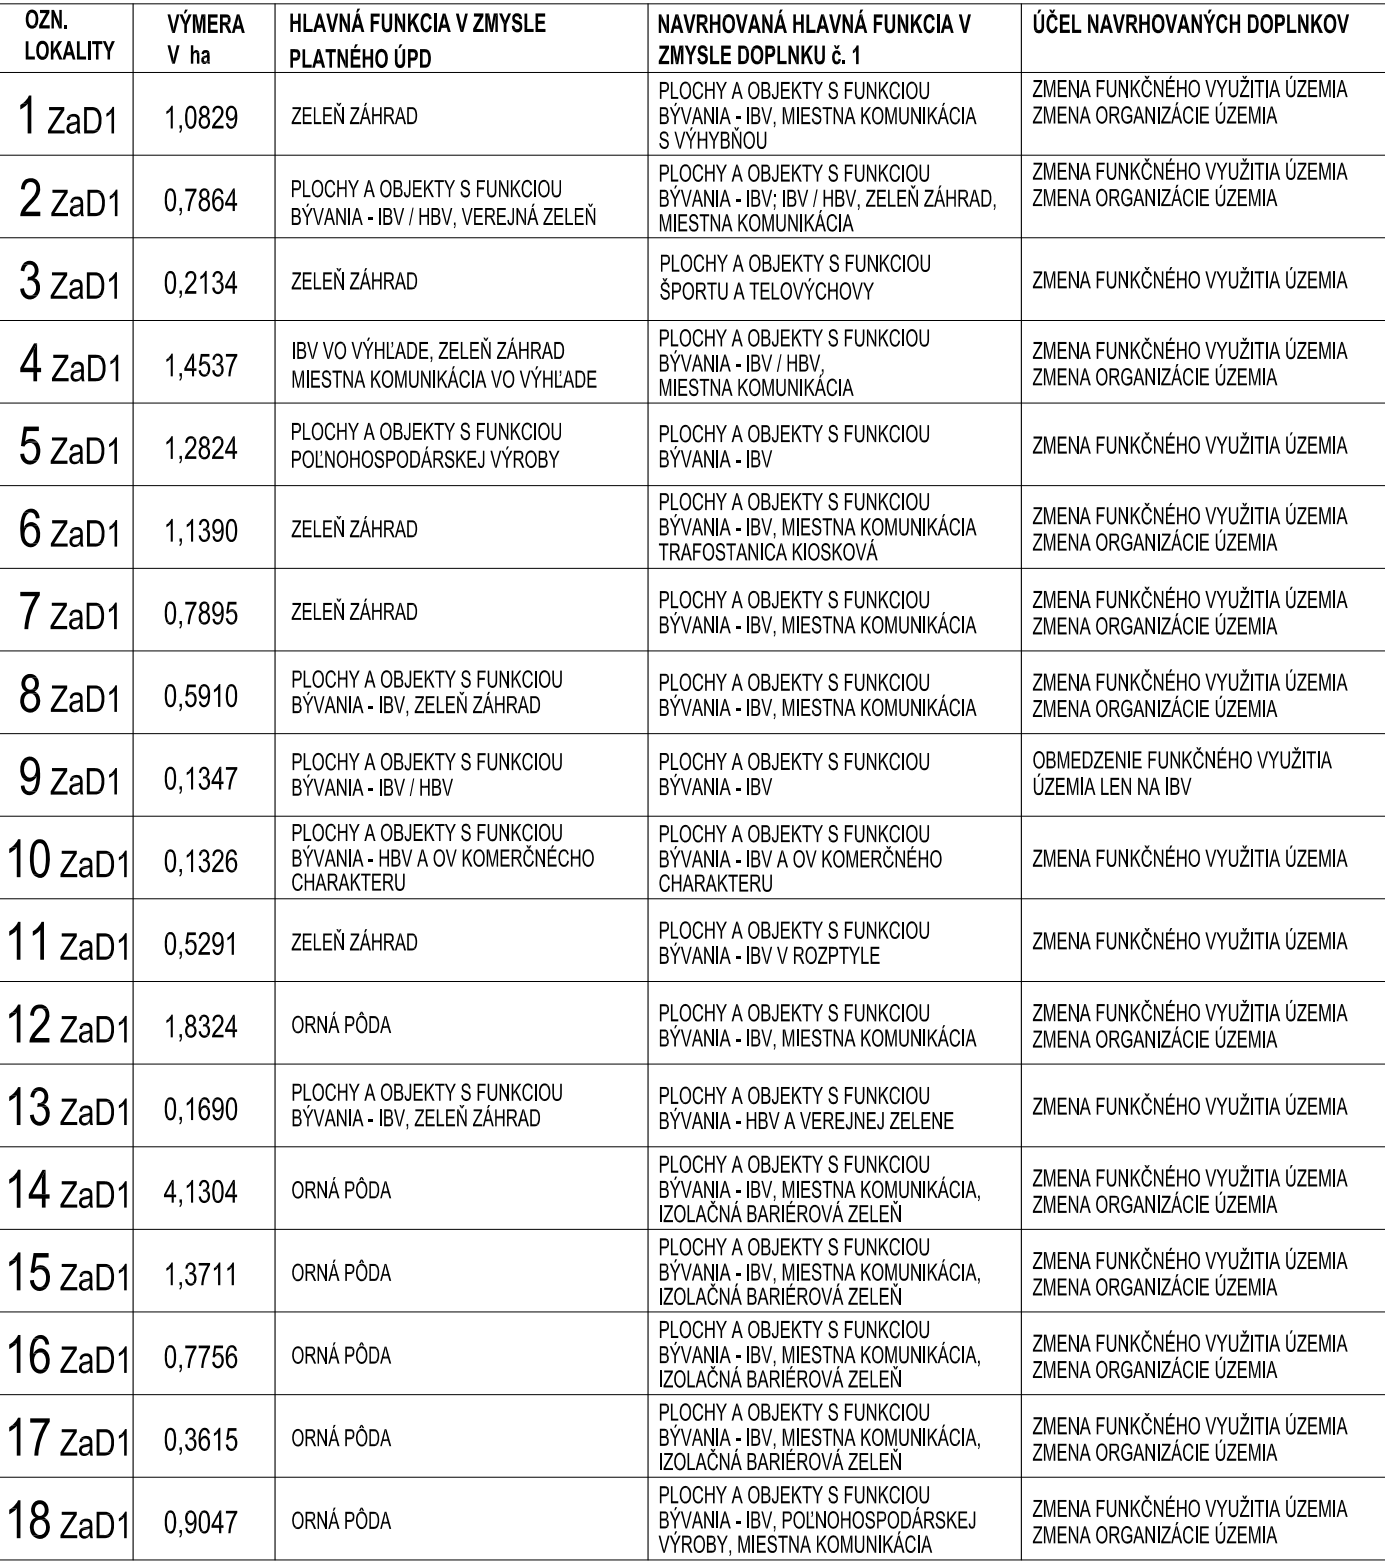 OZN.
LOKALITY
VÝMERA
V ha
HLAVNÁ FUNKCIA V ZMYSLE
PLATNÉHO ÚPD
NAVRHOVANÁ HLAVNÁ FUNKCIA V
ZMYSLE DOPLNKU č. 1
ÚČEL NAVRHOVANÝCH DOPLNKOV
1 ZaD1
1,0829
ZELEŇ ZÁHRAD
PLOCHY A OBJEKTY S FUNKCIOU
BÝVANIA - IBV, MIESTNA KOMUNIKÁCIA
S VÝHYBŇOU
ZMENA FUNKČNÉHO VYUŽITIA ÚZEMIA
ZMENA ORGANIZÁCIE ÚZEMIA
2 ZaD1
0,7864
PLOCHY A OBJEKTY S FUNKCIOU
BÝVANIA - IBV / HBV, VEREJNÁ ZELEŇ
PLOCHY A OBJEKTY S FUNKCIOU
BÝVANIA - IBV; IBV / HBV, ZELEŇ ZÁHRAD,
MIESTNA KOMUNIKÁCIA
ZMENA FUNKČNÉHO VYUŽITIA ÚZEMIA
ZMENA ORGANIZÁCIE ÚZEMIA
3 ZaD1
0,2134
ZELEŇ ZÁHRAD
PLOCHY A OBJEKTY S FUNKCIOU
ŠPORTU A TELOVÝCHOVY
ZMENA FUNKČNÉHO VYUŽITIA ÚZEMIA
4 ZaD1
1,4537
IBV VO VÝHĽADE, ZELEŇ ZÁHRAD
MIESTNA KOMUNIKÁCIA VO VÝHĽADE
PLOCHY A OBJEKTY S FUNKCIOU
BÝVANIA - IBV / HBV,
MIESTNA KOMUNIKÁCIA
ZMENA FUNKČNÉHO VYUŽITIA ÚZEMIA
ZMENA ORGANIZÁCIE ÚZEMIA
5 ZaD1
1,2824
PLOCHY A OBJEKTY S FUNKCIOU
POĽNOHOSPODÁRSKEJ VÝROBY
PLOCHY A OBJEKTY S FUNKCIOU
BÝVANIA - IBV
ZMENA FUNKČNÉHO VYUŽITIA ÚZEMIA
6 ZaD1
1,1390
ZELEŇ ZÁHRAD
PLOCHY A OBJEKTY S FUNKCIOU
BÝVANIA - IBV, MIESTNA KOMUNIKÁCIA
TRAFOSTANICA KIOSKOVÁ
ZMENA FUNKČNÉHO VYUŽITIA ÚZEMIA
ZMENA ORGANIZÁCIE ÚZEMIA
7 ZaD1
0,7895
ZELEŇ ZÁHRAD
PLOCHY A OBJEKTY S FUNKCIOU
BÝVANIA - IBV, MIESTNA KOMUNIKÁCIA
ZMENA FUNKČNÉHO VYUŽITIA ÚZEMIA
ZMENA ORGANIZÁCIE ÚZEMIA
8 ZaD1
0,5910
PLOCHY A OBJEKTY S FUNKCIOU
BÝVANIA - IBV, ZELEŇ ZÁHRAD
PLOCHY A OBJEKTY S FUNKCIOU
BÝVANIA - IBV, MIESTNA KOMUNIKÁCIA
ZMENA FUNKČNÉHO VYUŽITIA ÚZEMIA
ZMENA ORGANIZÁCIE ÚZEMIA
9 ZaD1
0,1347
PLOCHY A OBJEKTY S FUNKCIOU
BÝVANIA - IBV / HBV
PLOCHY A OBJEKTY S FUNKCIOU
BÝVANIA - IBV
OBMEDZENIE FUNKČNÉHO VYUŽITIA
ÚZEMIA LEN NA IBV
10 ZaD1
0,1326
PLOCHY A OBJEKTY S FUNKCIOU
BÝVANIA - HBV A OV KOMERČNÉCHO
CHARAKTERU
PLOCHY A OBJEKTY S FUNKCIOU
BÝVANIA - IBV A OV KOMERČNÉHO
CHARAKTERU
ZMENA FUNKČNÉHO VYUŽITIA ÚZEMIA
11 ZaD1
0,5291
ZELEŇ ZÁHRAD
PLOCHY A OBJEKTY S FUNKCIOU
BÝVANIA - IBV V ROZPTYLE
ZMENA FUNKČNÉHO VYUŽITIA ÚZEMIA
12 ZaD1
1,8324
ORNÁ PÔDA
PLOCHY A OBJEKTY S FUNKCIOU
BÝVANIA - IBV, MIESTNA KOMUNIKÁCIA
ZMENA FUNKČNÉHO VYUŽITIA ÚZEMIA
ZMENA ORGANIZÁCIE ÚZEMIA
13 ZaD1
0,1690
PLOCHY A OBJEKTY S FUNKCIOU
BÝVANIA - IBV, ZELEŇ ZÁHRAD
PLOCHY A OBJEKTY S FUNKCIOU
BÝVANIA - HBV A VEREJNEJ ZELENE
ZMENA FUNKČNÉHO VYUŽITIA ÚZEMIA
14 ZaD1
4,1304
ORNÁ PÔDA
PLOCHY A OBJEKTY S FUNKCIOU
BÝVANIA - IBV, MIESTNA KOMUNIKÁCIA,
IZOLAČNÁ BARIÉROVÁ ZELEŇ
ZMENA FUNKČNÉHO VYUŽITIA ÚZEMIA
ZMENA ORGANIZÁCIE ÚZEMIA
15 ZaD1
1,3711
ORNÁ PÔDA
PLOCHY A OBJEKTY S FUNKCIOU
BÝVANIA - IBV, MIESTNA KOMUNIKÁCIA,
IZOLAČNÁ BARIÉROVÁ ZELEŇ
ZMENA FUNKČNÉHO VYUŽITIA ÚZEMIA
ZMENA ORGANIZÁCIE ÚZEMIA
16 ZaD1
0,7756
ORNÁ PÔDA
PLOCHY A OBJEKTY S FUNKCIOU
BÝVANIA - IBV, MIESTNA KOMUNIKÁCIA,
IZOLAČNÁ BARIÉROVÁ ZELEŇ
ZMENA FUNKČNÉHO VYUŽITIA ÚZEMIA
ZMENA ORGANIZÁCIE ÚZEMIA
17 ZaD1
0,3615
ORNÁ PÔDA
PLOCHY A OBJEKTY S FUNKCIOU
BÝVANIA - IBV, MIESTNA KOMUNIKÁCIA,
IZOLAČNÁ BARIÉROVÁ ZELEŇ
ZMENA FUNKČNÉHO VYUŽITIA ÚZEMIA
ZMENA ORGANIZÁCIE ÚZEMIA
18 ZaD1
0,9047
ORNÁ PÔDA
PLOCHY A OBJEKTY S FUNKCIOU
BÝVANIA - IBV, POĽNOHOSPODÁRSKEJ
VÝROBY, MIESTNA KOMUNIKÁCIA
ZMENA FUNKČNÉHO VYUŽITIA ÚZEMIA
ZMENA ORGANIZÁCIE ÚZEMIA